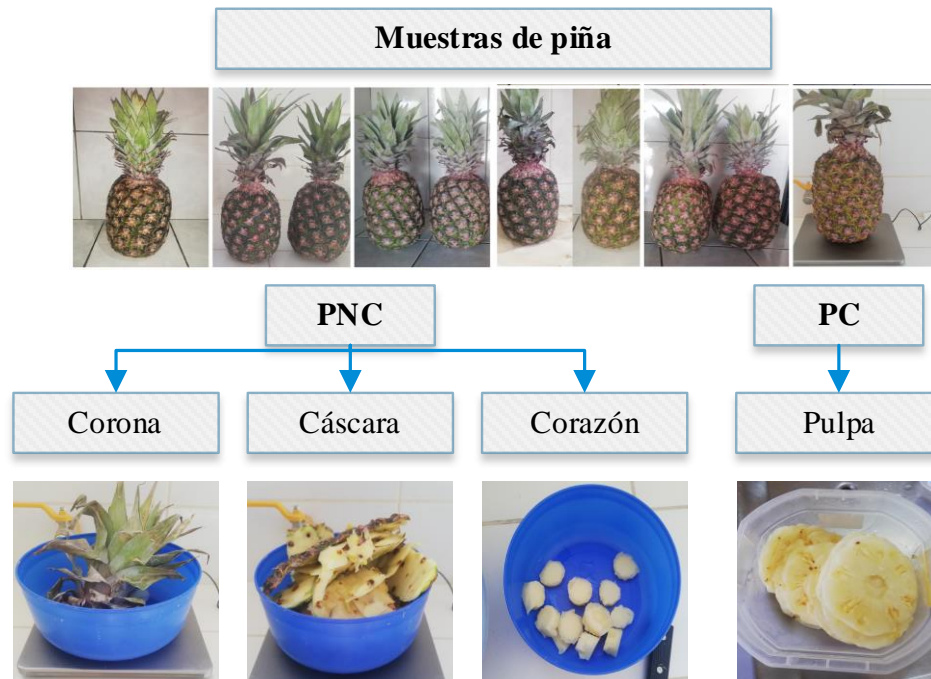 Muestras de piña
PNC
PC
Corona
Cáscara
Corazón
Pulpa